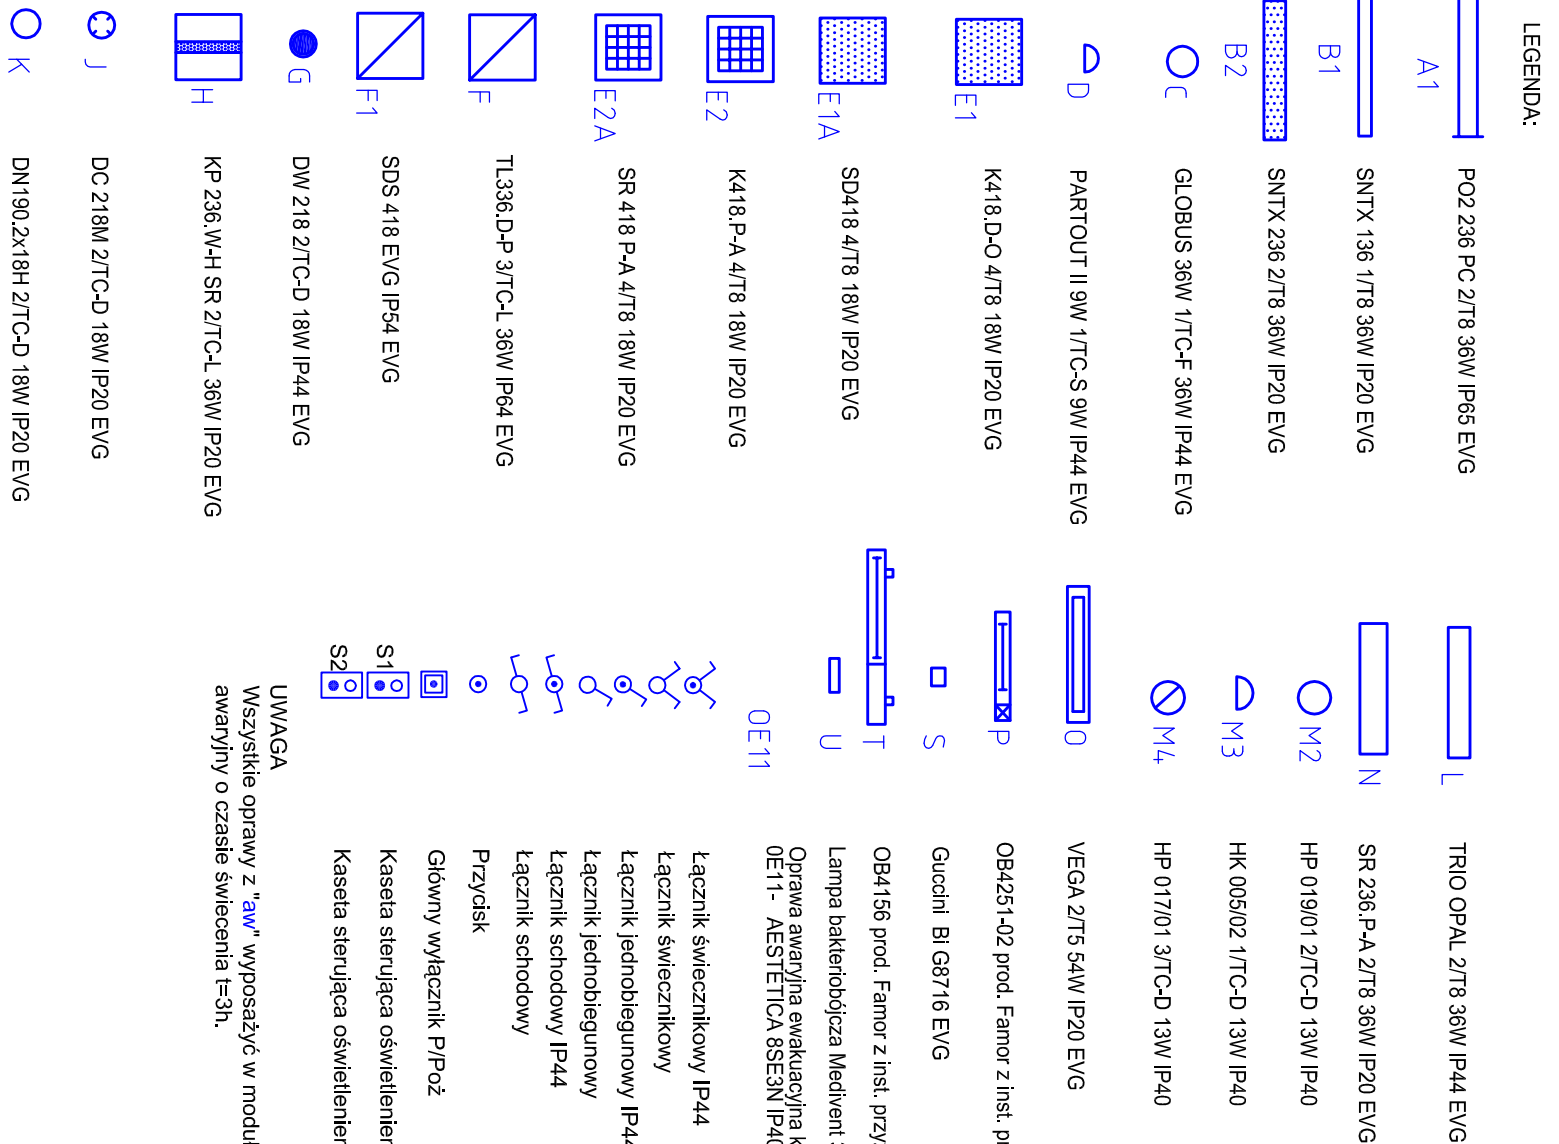 LEGENDA:
A1 PO2 236 PC 2/T8 36W IP65 EVG
B1 SNTX 136 1/T8 36W IP20 EVG
B2 SNTX 236 2/T8 36W IP20 EVG
C GLOBUS 36W 1/TC-F 36W IP44 EVG
D PARTOUT II 9W 1/TC-S 9W IP44 EVG
E1 K418.D-O 4/T8 18W IP20 EVG
E1A SD418 4/T8 18W IP20 EVG
E2 K418.P-A 4/T8 18W IP20 EVG
E2A SR 418 P-A 4/T8 18W IP20 EVG
F TL336.D-P 3/TC-L 36W IP64 EVG
F1 SDS 418 EVG IP54 EVG
G DW 218 2/TC-D 18W IP44 EVG
H KP 236.W-H SR 2/TC-L 36W IP20 EVG
J DC 218M 2/TC-D 18W IP20 EVG
K DN190.2x18H 2/TC-D 18W IP20 EVG
L TRIO OPAL 2/T8 36W IP44 EVG
N SR 236.P-A 2/T8 36W IP20 EVG
M2 HP 019/01 2/TC-D 13W IP40
M3 HK 005/02 1/TC-D 13W IP40
M4 HP 017/01 3/TC-D 13W IP40
O VEGA 2/T5 54W IP20 EVG
P OB4251-02 prod. Famor z inst.
S Guccini Bi G8716 EVG
T OB4156 prod. Famor z inst.
U Lampa bakteriobójcza Medivent
Oprawa awaryjna ewakuacyjna
0E11 0E11- AESTETICA 8SE3N IP40
Łącznik świecznikowy IP44
Łącznik świecznikowy
Łącznik jednobiegunowy IP44
Łącznik jednobiegunowy
Łącznik schodowy IP44
Łącznik schodowy
Przycisk
Główny wyłącznik P/Poż
S1 Kaseta sterująca
S2 Kaseta sterująca
UWAGA
Wszystkie oprawy z "aw" wyposażyć w
awaryjny o czasie świecenia t=3h.